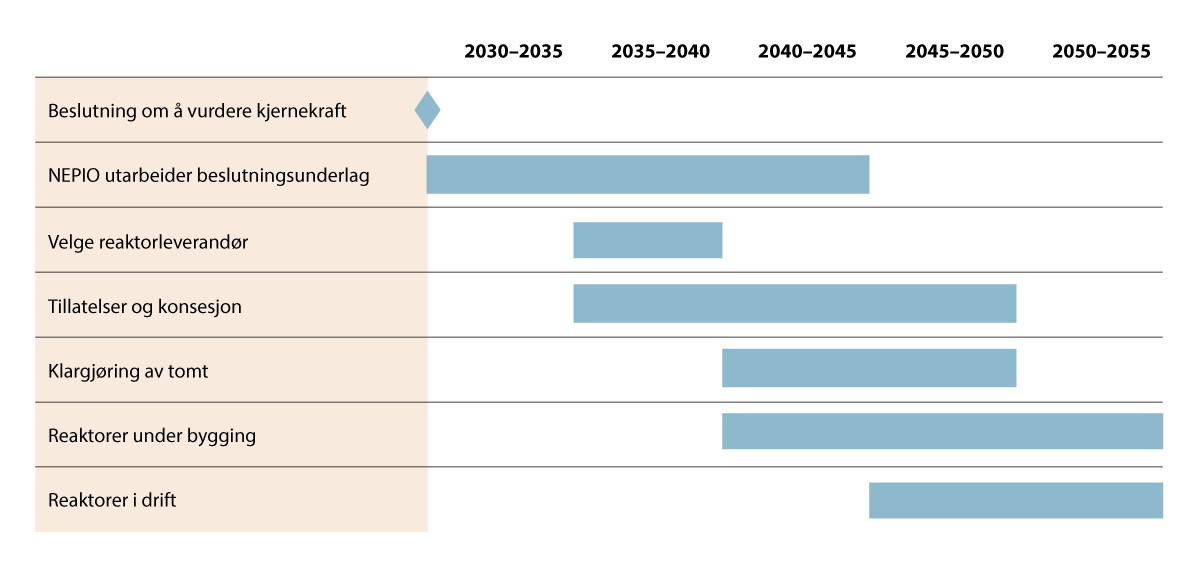 2030–2035 2035–2040 2040–2045 2045–2050 2050–2055
Beslutning om å vurdere kjernekraft
NEPIO utarbeider beslutningsunderlag
Velge reaktorleverandør
Tillatelser og konsesjon
Klargjøring av tomt
Reaktorer under bygging
Reaktorer i drift